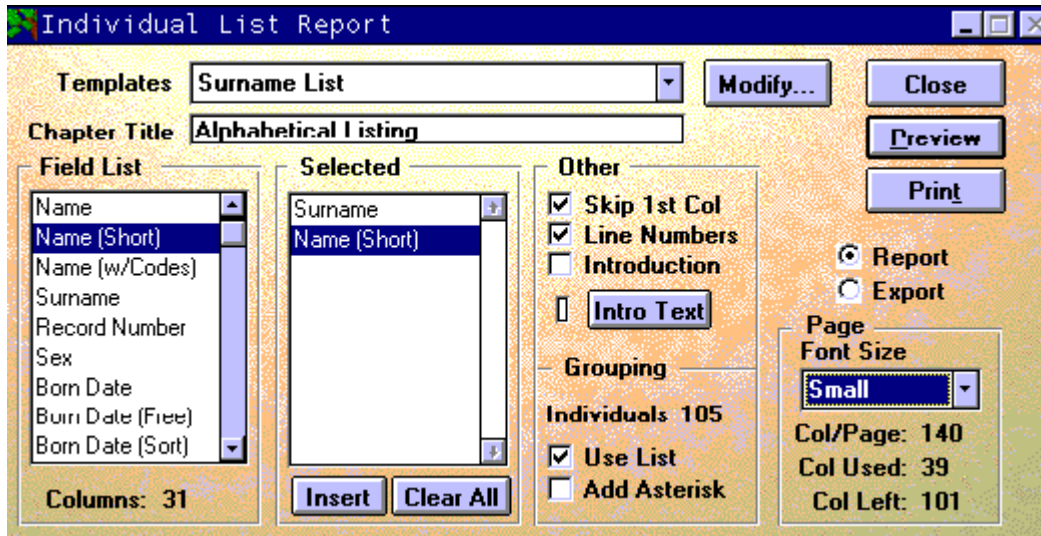 Individual List Report
Templates Surname List Modify... Close
Chapter Title Alphabetical Listing Preview
Print
Field List
Name
Name (Short)
Name (w/Codes)
Surname
Record Number
Sex
Born Date
Born Date (Free)
Born Date (Sort)
Columns: 31
Selected
Surname
Name (Short)
Insert Clear All
Other
Skip 1st Col
Line Numbers
Introduction
Intro Text
Grouping
Individuals 105
Use List
Add Asterisk
Report
Export
Page
Font Size
Small
Col/Page: 140
Col Used: 39
Col Left: 101